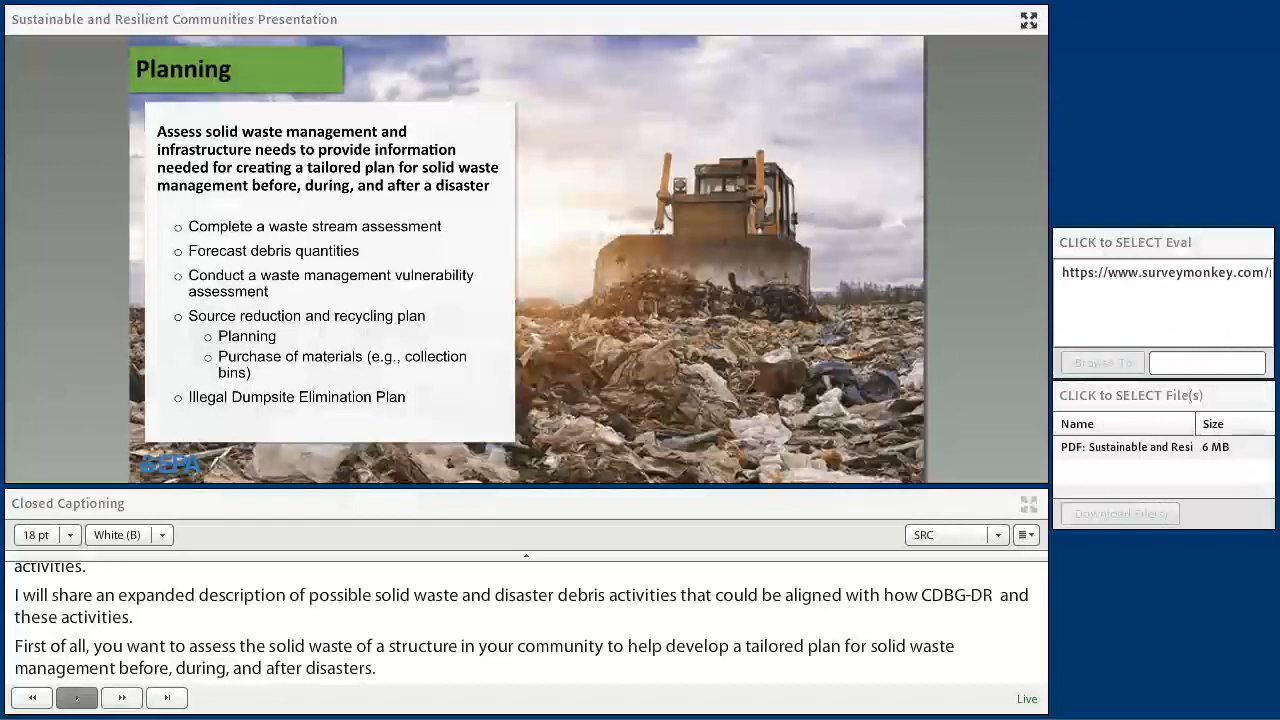 Sustainable and Resilient Communities Presentation
Planning
Assess solid waste management and
infrastructure needs to provide information
needed for creating a tailored plan for solid waste
management before, during, and after a disaster
Complete a waste stream assessment
Forecast debris quantities
Conduct a waste management vulnerability
assessment
Source reduction and recycling plan
Planning
Purchase of materials (e.g., collection
bins)
Illegal Dumpsite Elimination Plan
EPA
CLICK to SELECT Eval
https://www.surveymonkey.com/
Browse To
CLICK to SELECT File(s)
Name Size
PDF: Sustainable and Resi 6 MB
Download File(s)
Closed Captioning
18 pt White (B) SRC
activities.
I will share an expanded description of possible solid waste and disaster debris activities that could be aligned with how CDBG-DR and
these activities.
First of all, you want to assess the solid waste of a structure in your community to help develop a tailored plan for solid waste
management before, during, and after disasters.
Live